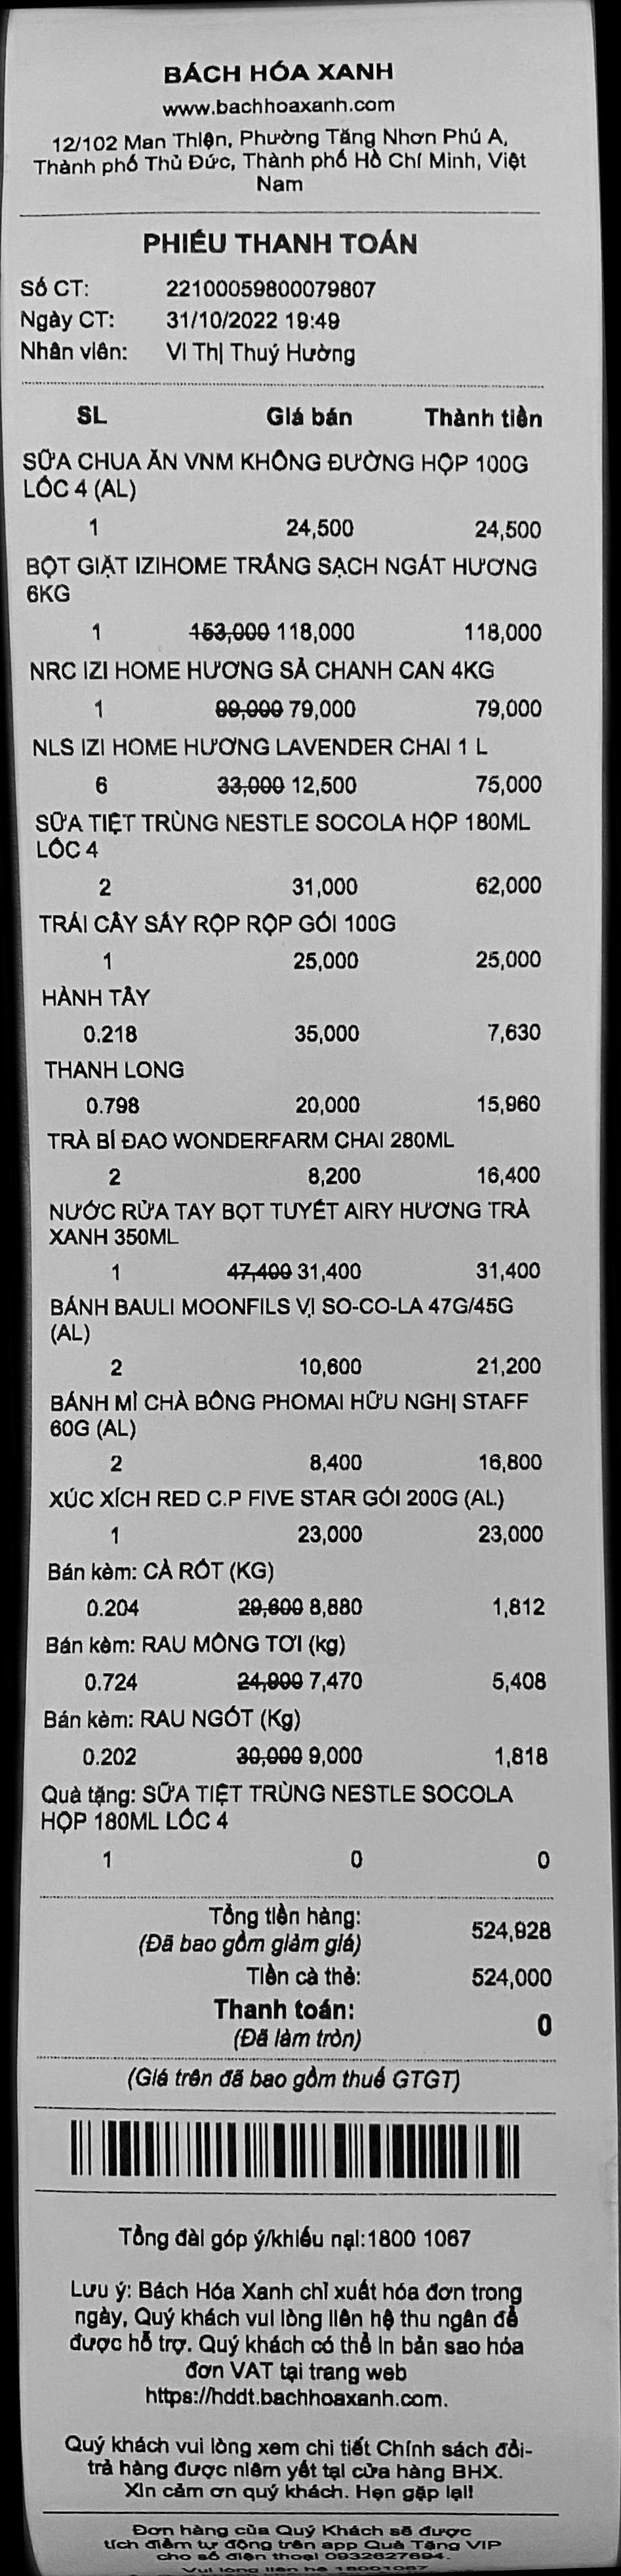 BÁCH HÓA XANH
www.bachhoaxanh.com
12/102 Man Thiện, Phường Tăng Nhơn Phú A,
Thành phố Thủ Đức, Thành phố Hồ Chí Minh, Việt
Nam
PHIẾU THANH TOÁN
Số CT: 22100059800079807
Ngày CT: 31/10/2022 19:49
Nhân viên: Vi Thị Thuý Hường
SL Giá bán Thành tiền
SỮA CHUA ĂN VNM KHÔNG ĐƯỜNG HỘP 100G
LỐC 4 (AL)
1 24,500 24,500
BỘT GIẶT IZIHOME TRẮNG SẠCH NGÁT HƯƠNG
6KG
1 153,000 118,000 118,000
NRC IZI HOME HƯƠNG SẢ CHANH CAN 4KG
1 99,000 79,000 79,000
NLS IZI HOME HƯƠNG LAVENDER CHAI 1 L
6 33,000 12,500 75,000
SỮA TIỆT TRÙNG NESTLE SOCOLA HỘP 180ML
LỐC 4
2 31,000 62,000
TRÁI CÂY SẤY RỘP RỘP GÓI 100G
1 25,000 25,000
HÀNH TÂY
0.218 35,000 7,630
THANH LONG
0.798 20,000 15,960
TRÀ BÍ ĐAO WONDERFARM CHAI 280ML
2 8,200 16,400
NƯỚC RỬA TAY BỌT TUYẾT AIRY HƯƠNG TRÀ
XANH 350ML
1 47,400 31,400 31,400
BÁNH BAULI MOONFILS VỊ SO-CO-LA 47G/45G
(AL)
2 10,600 21,200
BÁNH MÌ CHÀ BÔNG PHOMAI HỮU NGHỊ STAFF
60G (AL)
2 8,400 16,800
XÚC XÍCH RED C.P FIVE STAR GÓI 200G (AL)
1 23,000 23,000
Bán kèm: CÀ RỐT (KG)
0.204 29,600 8,880 1,812
Bán kèm: RAU MỒNG TƠI (kg)
0.724 24,900 7,470 5,408
Bán kèm: RAU NGÓT (Kg)
0.202 30,000 9,000 1,818
Quà tặng: SỮA TIỆT TRÙNG NESTLE SOCOLA
HỘP 180ML LỐC 4
1 0 0
Tổng tiền hàng: 524,928
(Đã bao gồm giảm giá)
Tiền cà thẻ: 524,000
Thanh toán: 0
(Đã làm tròn)
(Giá trên đã bao gồm thuế GTGT)
Tổng đài góp ý/khiếu nại:1800 1067
Lưu ý: Bách Hóa Xanh chỉ xuất hóa đơn trong
ngày, Quý khách vui lòng liên hệ thu ngân để
được hỗ trợ. Quý khách có thể in bản sao hóa
đơn VAT tại trang web
https://hddt.bachhoaxanh.com.
Quý khách vui lòng xem chi tiết Chính sách đổi-
trả hàng được niêm yết tại cửa hàng BHX.
Xin cảm ơn quý khách. Hẹn gặp lại!
Đơn hàng của Quý Khách sẽ được
tích điểm tự động trên app Quà Tặng VIP
cho số điện thoại 0932627694.
Vui lòng liên hệ 18001067